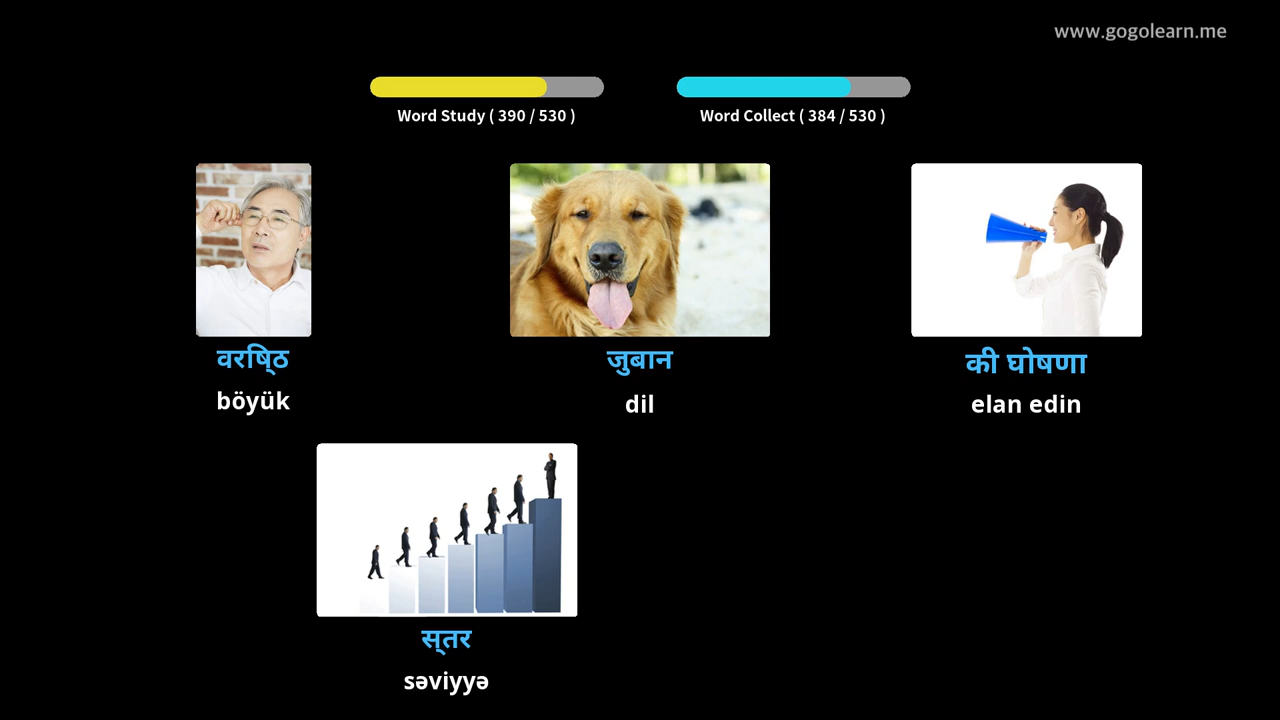 www.gogolearn.me
Word Study ( 390 / 530 )
Word Collect ( 384 / 530 )
वरिष्ठ
जुबान
की घोषणा
böyük
dil
elan edin
स्तर
səviyyə